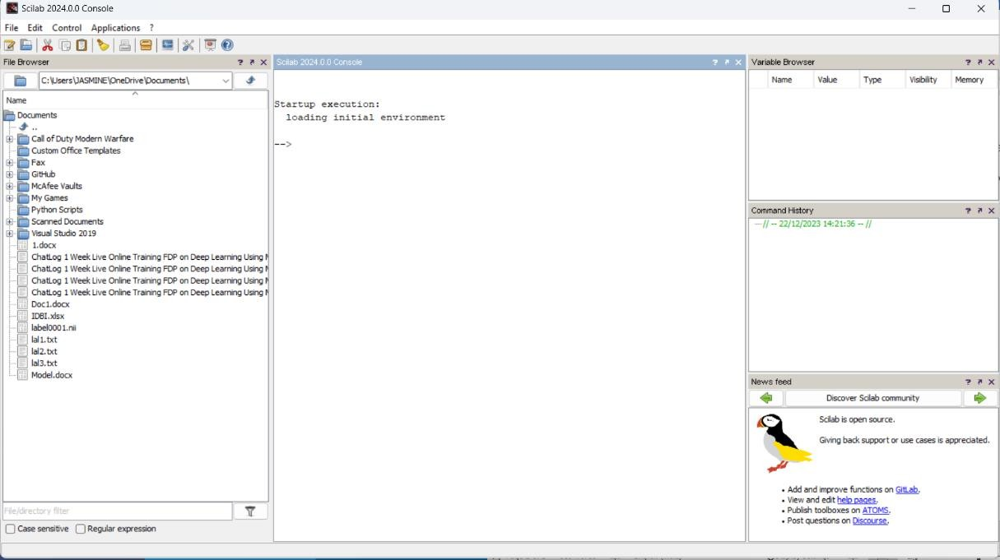 Scilab 2024.0.0 Console
File Edit Control Applications ?
File Browser
C:\Users\JASMINE\OneDrive\Documents\
Name
Documents
..
Call of Duty Modern Warfare
Custom Office Templates
Fax
GitHub
McAfee Vaults
My Games
Python Scripts
Scanned Documents
Visual Studio 2019
1.docx
ChatLog 1 Week Live Online Training FDP on Deep Learning Using
ChatLog 1 Week Live Online Training FDP on Deep Learning Using
ChatLog 1 Week Live Online Training FDP on Deep Learning Using
ChatLog 1 Week Live Online Training FDP on Deep Learning Using
Doc1.docx
IDBI.xlsx
label0001.nii
lal1.txt
lal2.txt
lal3.txt
Model.docx
File/directory filter
Case sensitive Regular expression
Scilab 2024.0.0 Console
Startup execution:
loading initial environment
-->
Variable Browser
Name Value Type Visibility Memory
Command History
// -- 22/12/2023 14:21:36 -- //
News feed
Discover Scilab community
Scilab is open source.
Giving back support or use cases is appreciated.
• Add and improve functions on GitLab.
• View and edit help pages.
• Publish toolboxes on ATOMS.
• Post questions on Discourse.